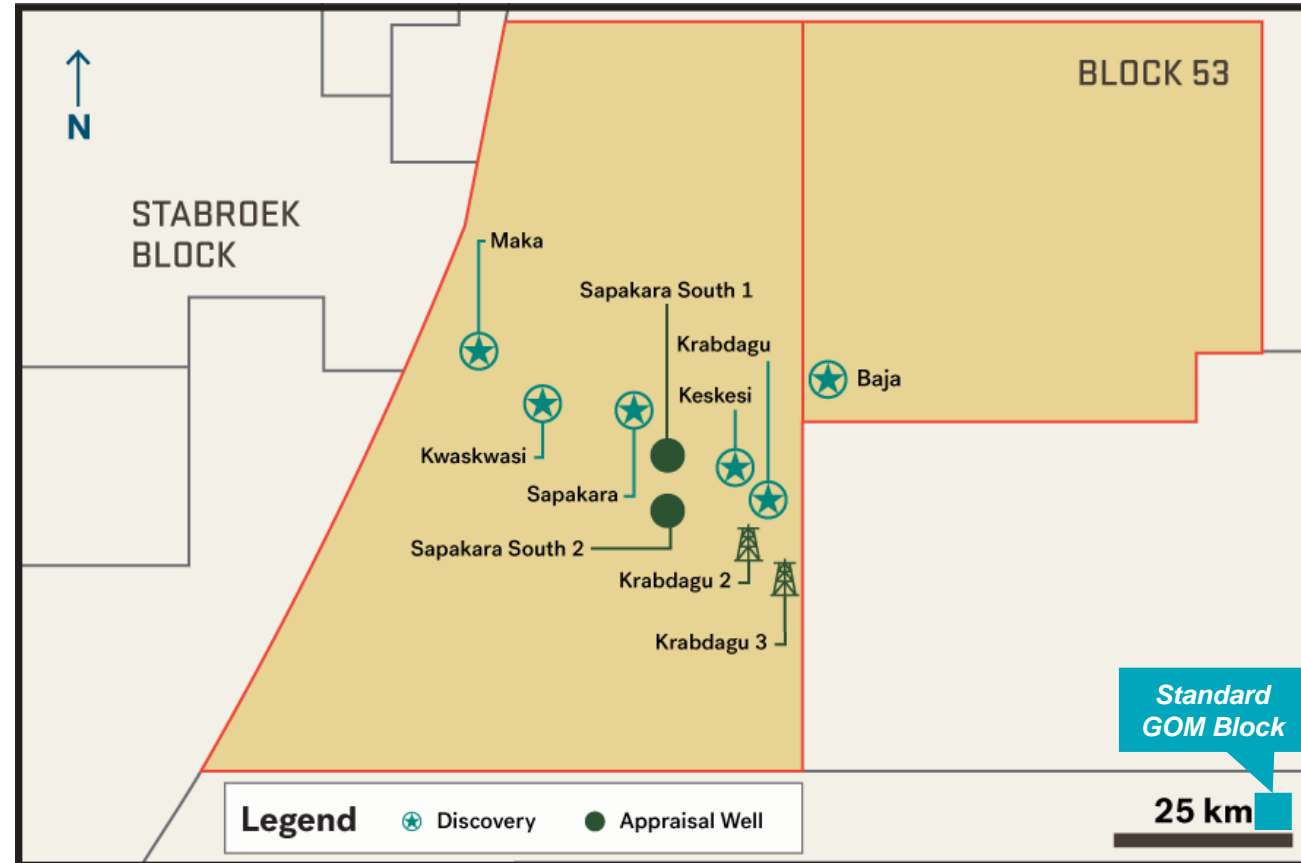 BLOCK 53
N
STABROEK
BLOCK
Maka
Sapakara South 1
Krabdagu
Keskesi
Baja
Kwaskwasi
Sapakara
Sapakara South 2
Krabdagu 2
Krabdagu 3
Standard
GOM Block
25 km
Legend
Discovery
Appraisal Well